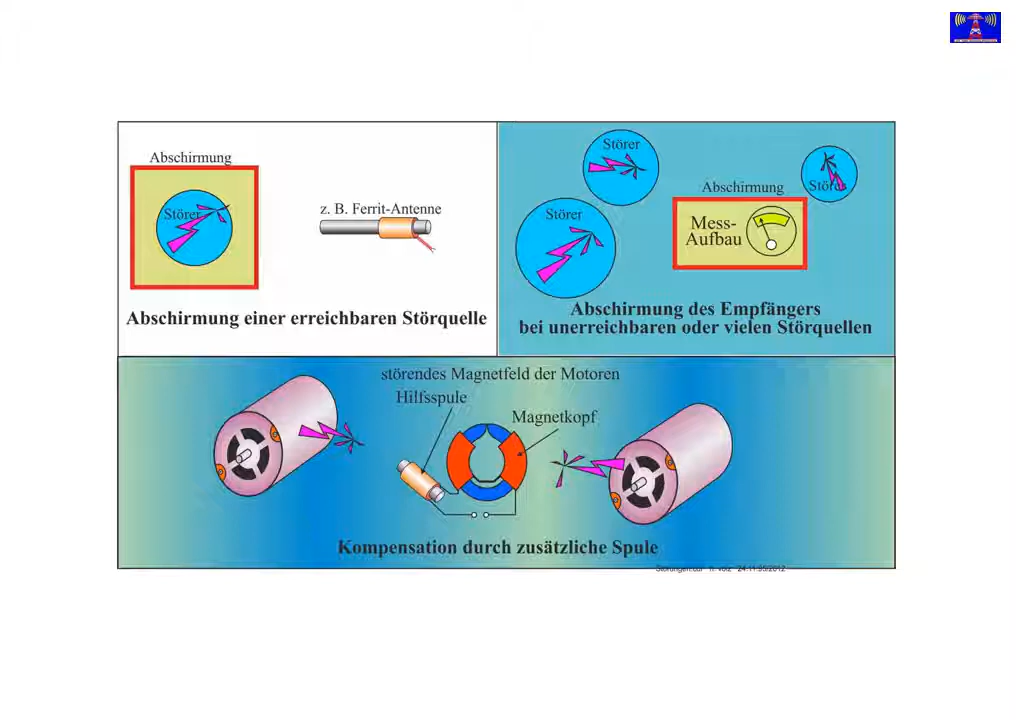 Abschirmung
Störer
z. B. Ferrit-Antenne
Abschirmung einer erreichbaren Störquelle
Störer
Störer
Störer
Abschirmung
Mess-
Aufbau
Abschirmung des Empfängers
bei unerreichbaren oder vielen Störquellen
störendes Magnetfeld der Motoren
Hilfsspule
Magnetkopf
Kompensation durch zusätzliche Spule